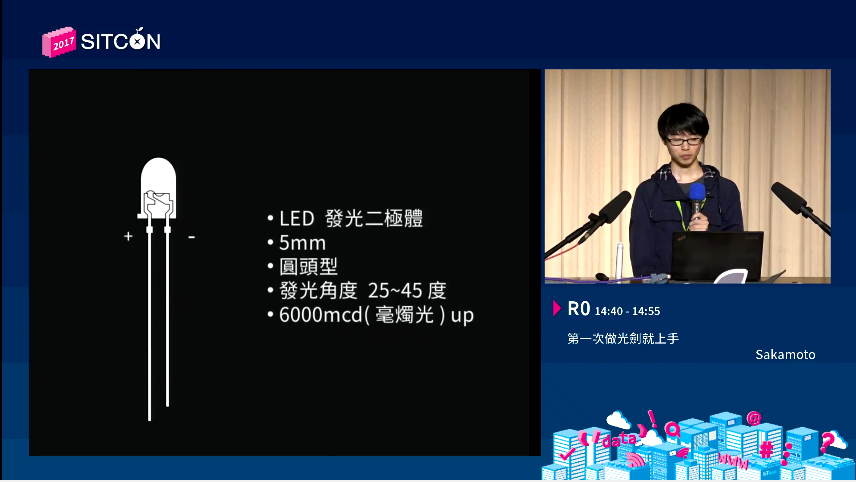 2017 SITCON
+ -
• LED 發光二極體
• 5mm
• 圓頭型
• 發光角度 25~45 度
• 6000mcd( 毫燭光 ) up
R0 14:40 - 14:55
第一次做光劍就上手
Sakamoto
data
@
#
www
?
!